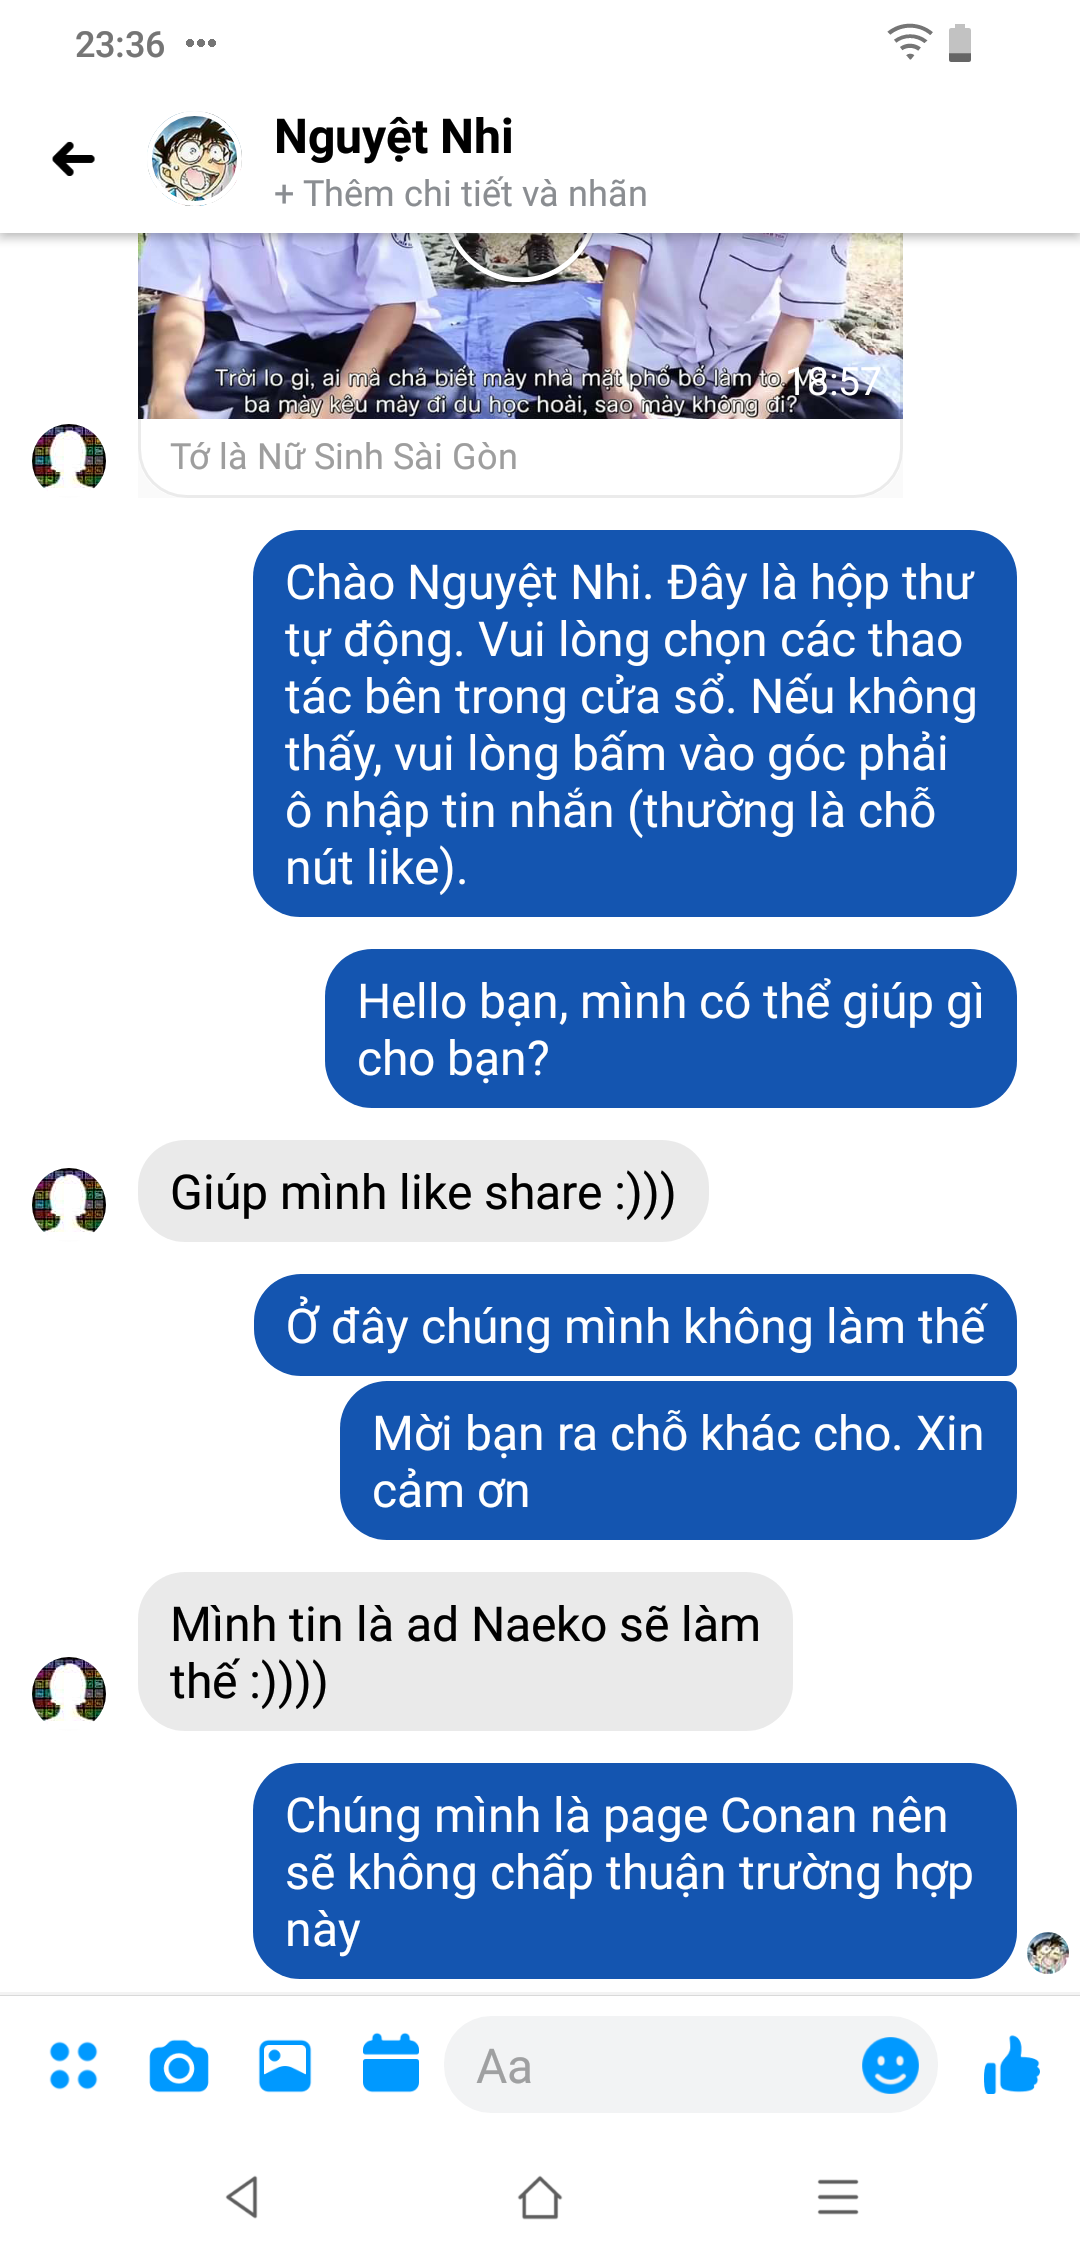 23:36
Nguyệt Nhi
+ Thêm chi tiết và nhãn
Trời lo gì, ai mà chả biết mày nhà mặt phố bố làm to.
ba mày kêu mày đi du học hoài, sao mày không đi?
18:57
Tớ là Nữ Sinh Sài Gòn
Chào Nguyệt Nhi. Đây là hộp thư
tự động. Vui lòng chọn các thao
tác bên trong cửa sổ. Nếu không
thấy, vui lòng bấm vào góc phải
ô nhập tin nhắn (thường là chỗ
nút like).
Hello bạn, mình có thể giúp gì
cho bạn?
Giúp mình like share :)))
Ở đây chúng mình không làm thế
Mời bạn ra chỗ khác cho. Xin
cảm ơn
Mình tin là ad Naeko sẽ làm
thế :))))
Chúng mình là page Conan nên
sẽ không chấp thuận trường hợp
này
Aa